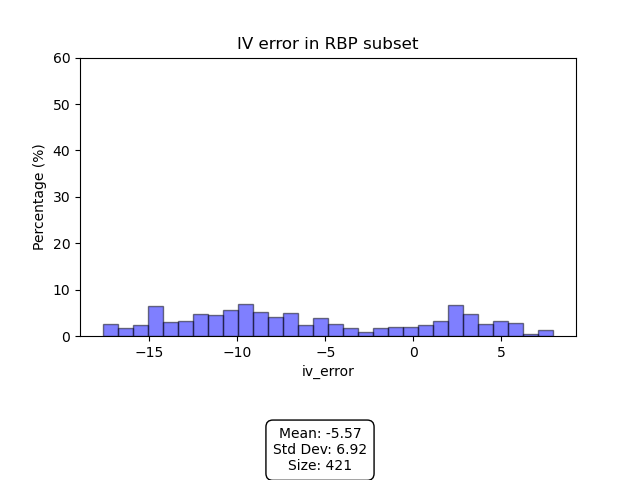 IV error in RBP subset
60
50
40
30
20
10
0
Percentage (%)
−15
−10
−5
0
5
iv_error
Mean: -5.57
Std Dev: 6.92
Size: 421